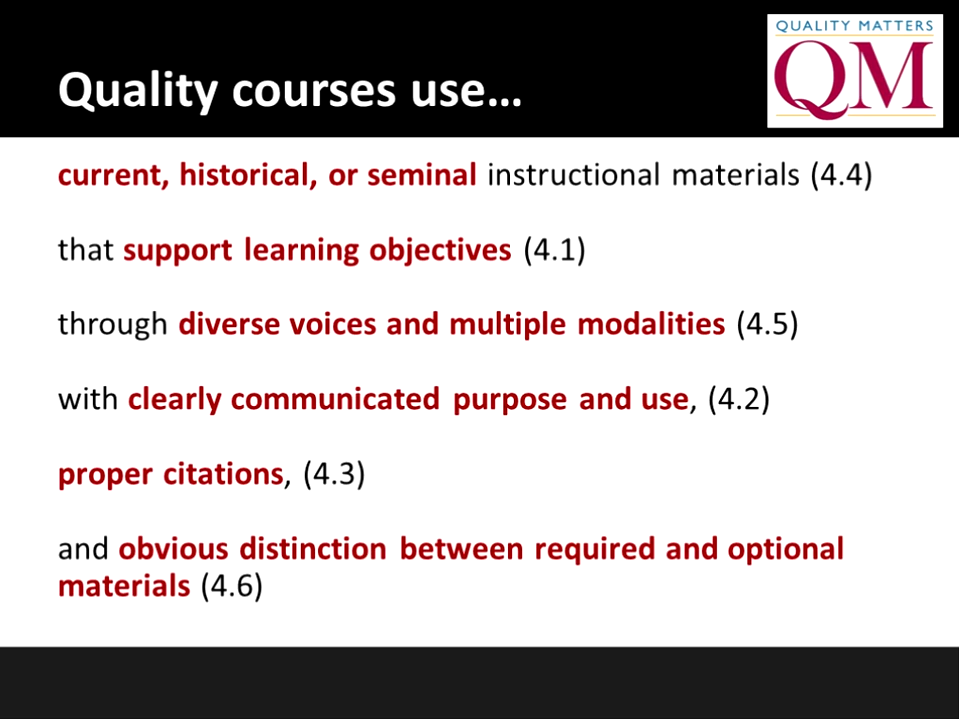 QUALITY MATTERS
QM
Quality courses use…
current, historical, or seminal instructional materials (4.4)
that support learning objectives (4.1)
through diverse voices and multiple modalities (4.5)
with clearly communicated purpose and use, (4.2)
proper citations, (4.3)
and obvious distinction between required and optional
materials (4.6)